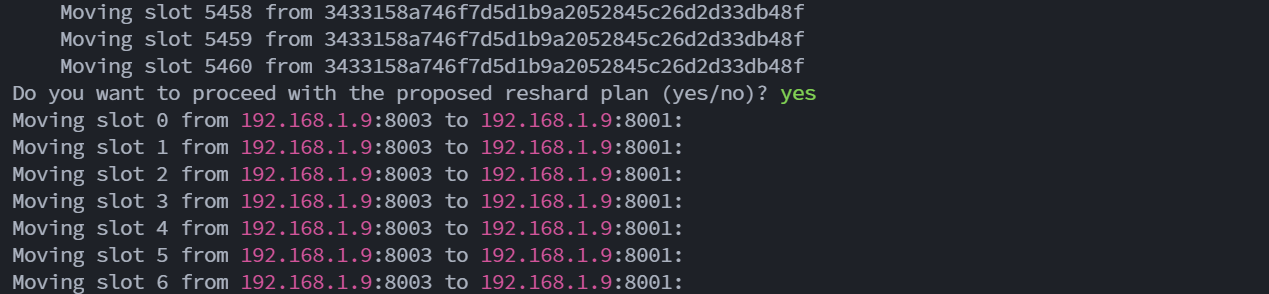 Moving slot 5458 from 3433158a746f7d5d1b9a2052845c26d2d33db48f
Moving slot 5459 from 3433158a746f7d5d1b9a2052845c26d2d33db48f
Moving slot 5460 from 3433158a746f7d5d1b9a2052845c26d2d33db48f
Do you want to proceed with the proposed reshard plan (yes/no)? yes
Moving slot 0 from 192.168.1.9:8003 to 192.168.1.9:8001:
Moving slot 1 from 192.168.1.9:8003 to 192.168.1.9:8001:
Moving slot 2 from 192.168.1.9:8003 to 192.168.1.9:8001:
Moving slot 3 from 192.168.1.9:8003 to 192.168.1.9:8001:
Moving slot 4 from 192.168.1.9:8003 to 192.168.1.9:8001:
Moving slot 5 from 192.168.1.9:8003 to 192.168.1.9:8001:
Moving slot 6 from 192.168.1.9:8003 to 192.168.1.9:8001: